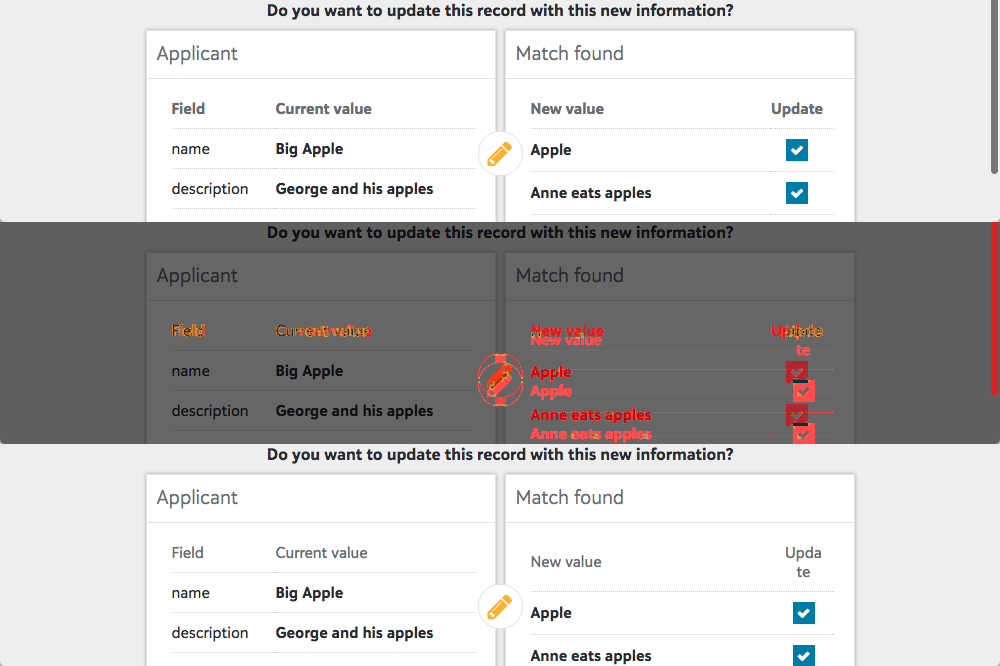 Do you want to update this record with this new information?
Applicant
Match found
Field Current value
New value Update
name Big Apple
Apple
description George and his apples
Anne eats apples
Do you want to update this record with this new information?
Applicant
Match found
Field Current value
New value Update
New value
te
name Big Apple
Apple
Apple
description George and his apples
Anne eats apples
Anne eats apples
Do you want to update this record with this new information?
Applicant
Match found
Field Current value
New value
Upda
te
name Big Apple
Apple
description George and his apples
Anne eats apples